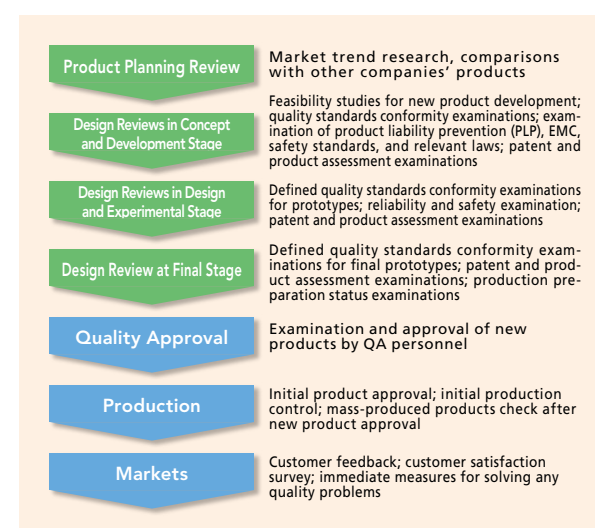 Product Planning Review
Market trend research, comparisons
with other companies’ products
Design Reviews in Concept
and Development Stage
Feasibility studies for new product development;
quality standards conformity examinations; exam-
ination of product liability prevention (PLP), EMC,
safety standards, and relevant laws; patent and
product assessment examinations
Design Reviews in Design
and Experimental Stage
Defined quality standards conformity examinations
for prototypes; reliability and safety examination;
patent and product assessment examinations
Design Review at Final Stage
Defined quality standards conformity exam-
inations for final prototypes; patent and prod-
uct assessment examinations; production pre-
paration status examinations
Quality Approval
Examination and approval of new
products by QA personnel
Production
Initial product approval; initial production
control; mass-produced products check after
new product approval
Markets
Customer feedback; customer satisfaction
survey; immediate measures for solving any
quality problems